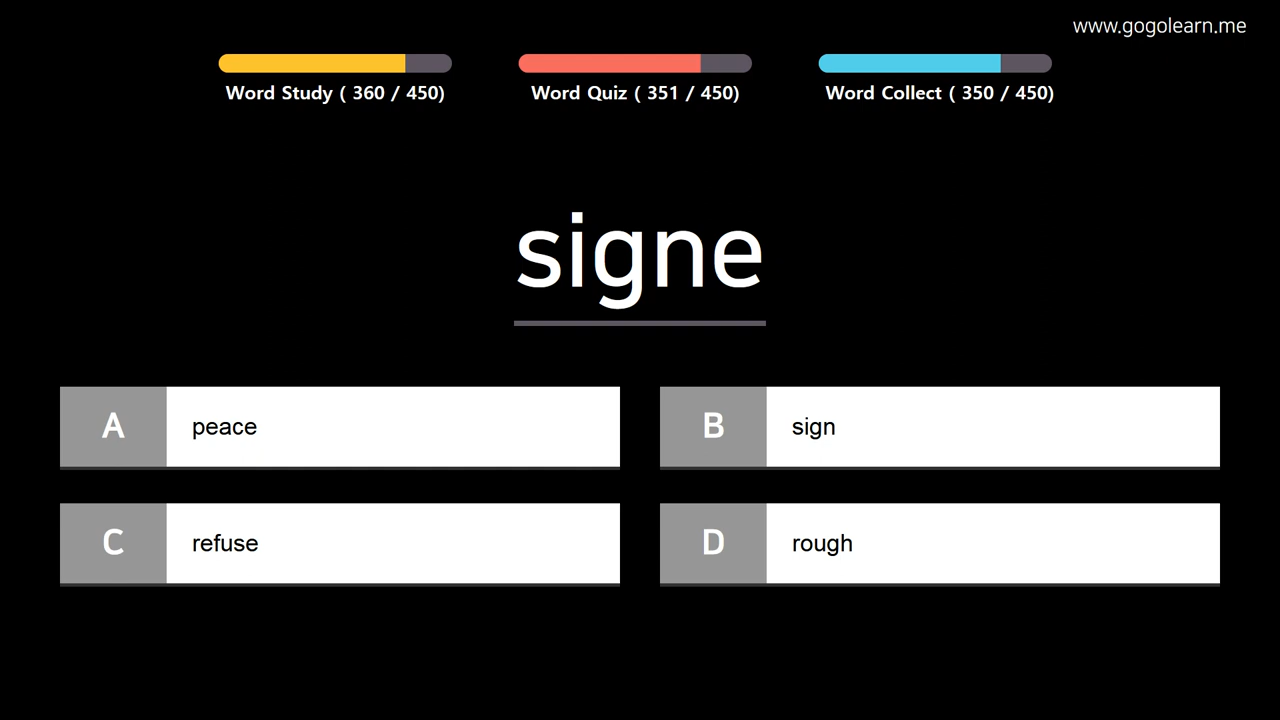 www.gogolearn.me
Word Study ( 360 / 450)
Word Quiz ( 351 / 450)
Word Collect ( 350 / 450)
signe
A peace
B sign
C refuse
D rough